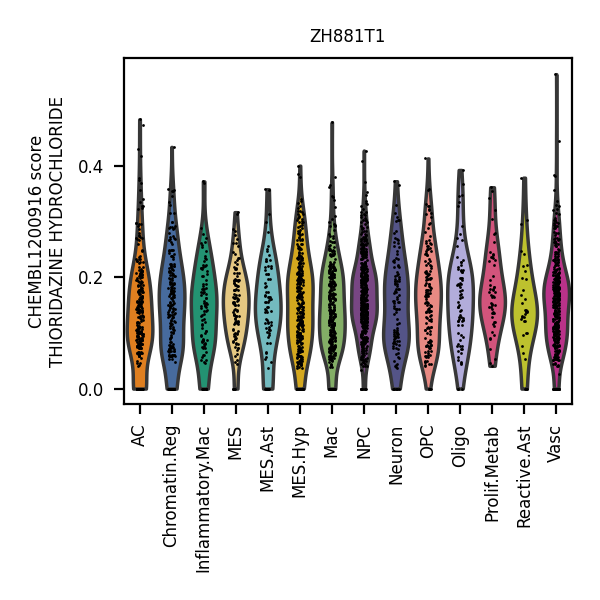 ZH881T1
CHEMBL1200916 score
THIORIDAZINE HYDROCHLORIDE
0.4
0.2
0.0
AC
Chromatin.Reg
Inflammatory.Mac
MES
MES.Ast
MES.Hyp
Mac
NPC
Neuron
OPC
Oligo
Prolif.Metab
Reactive.Ast
Vasc